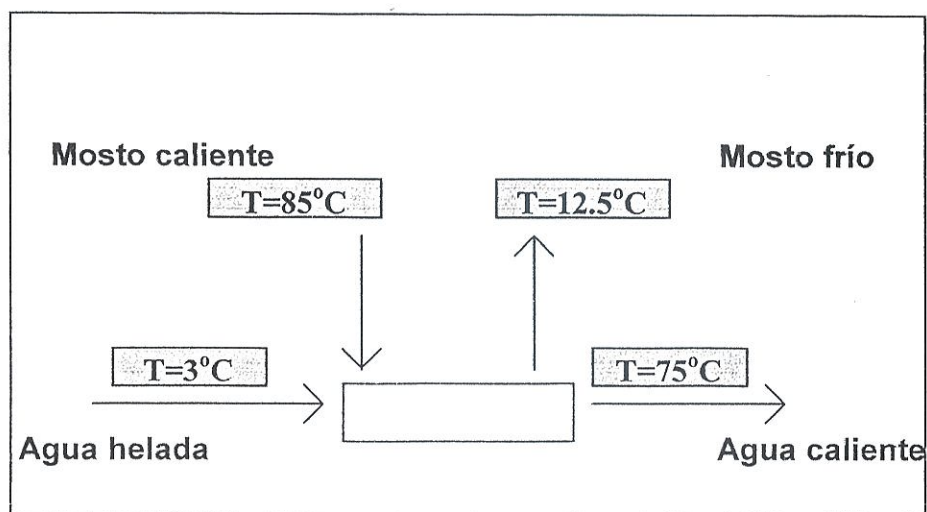 Mosto caliente
Mosto frío
T=85°C
T=12.5°C
T=3°C
T=75°C
Agua helada
Agua caliente